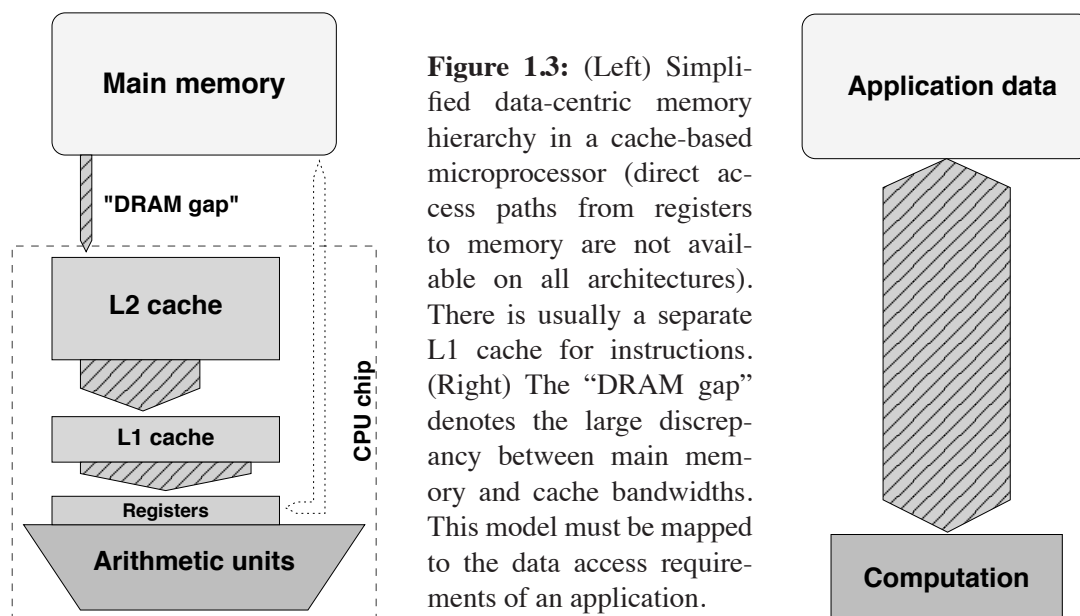 Main memory
"DRAM gap"
L2 cache
L1 cache
Registers
Arithmetic units
CPU chip
Figure 1.3: (Left) Simpli-
fied data-centric memory
hierarchy in a cache-based
microprocessor (direct ac-
cess paths from registers
to memory are not avail-
able on all architectures).
There is usually a separate
L1 cache for instructions.
(Right) The “DRAM gap”
denotes the large discrep-
ancy between main mem-
ory and cache bandwidths.
This model must be mapped
to the data access require-
ments of an application.
Application data
Computation